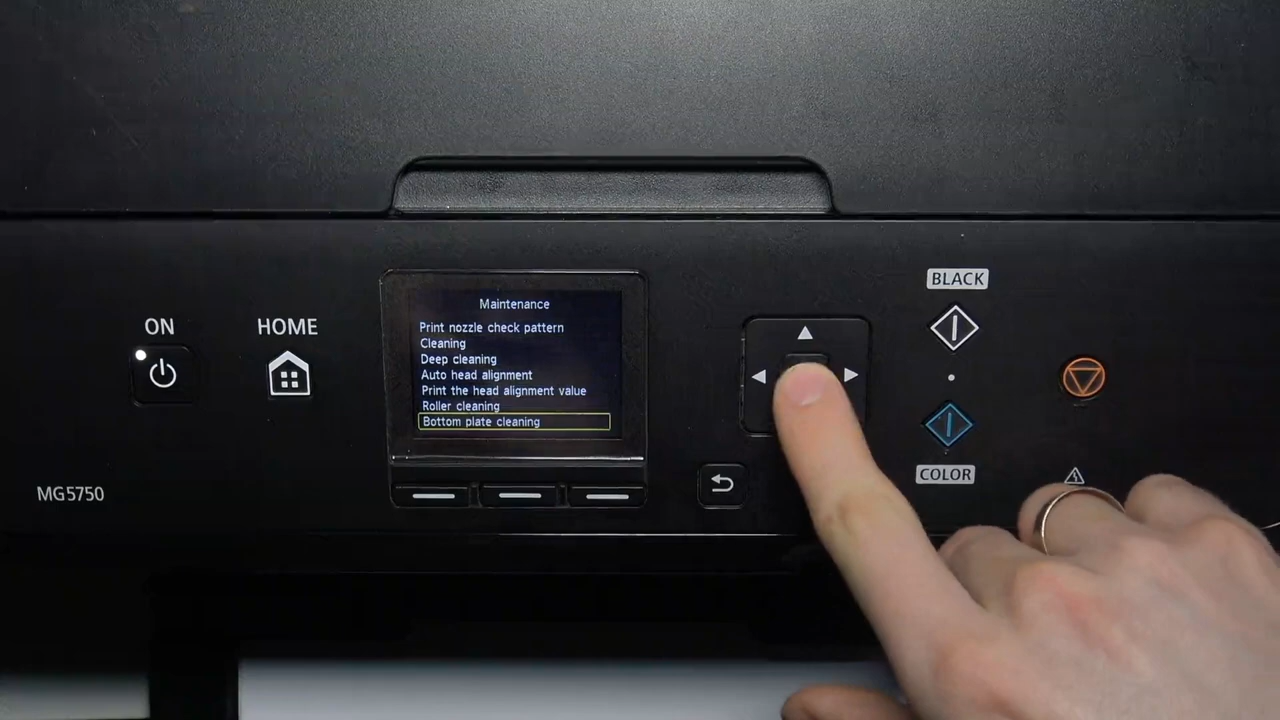 BLACK
ON
HOME
Maintenance
Print nozzle check pattern
Cleaning
Deep cleaning
Auto head alignment
Print the head alignment value
Roller cleaning
Bottom plate cleaning
COLOR
MG5750